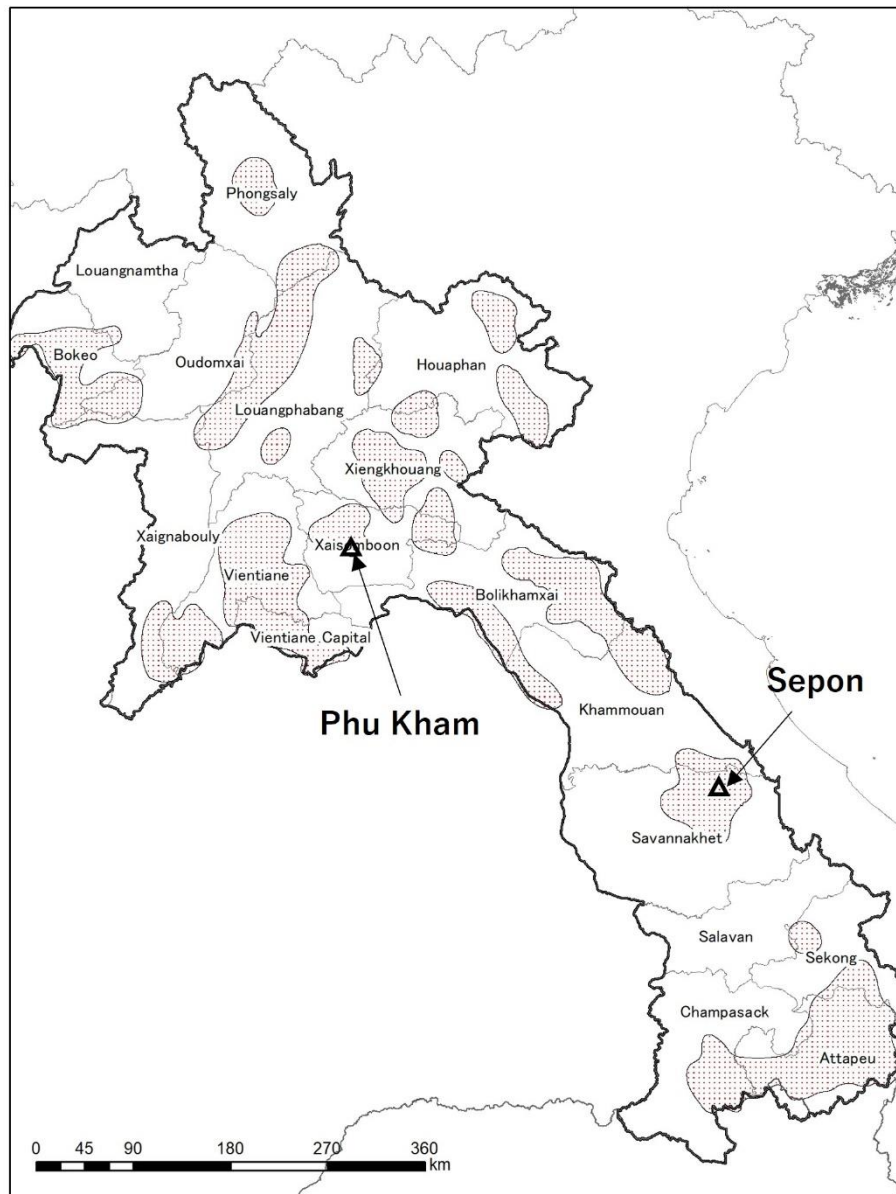 Phongsaly
Louangnamtha
Bokeo
Oudomxai
Houaphan
Louangphabang
Xiengkhouang
Xaignabouly
Xaisomboon
Vientiane
Bolikhamxai
Vientiane Capital
Sepon
Phu Kham
Khammouan
Savannakhet
Salavan
Sekong
Champasack
Attapeu
0 45 90 180 270 360
km